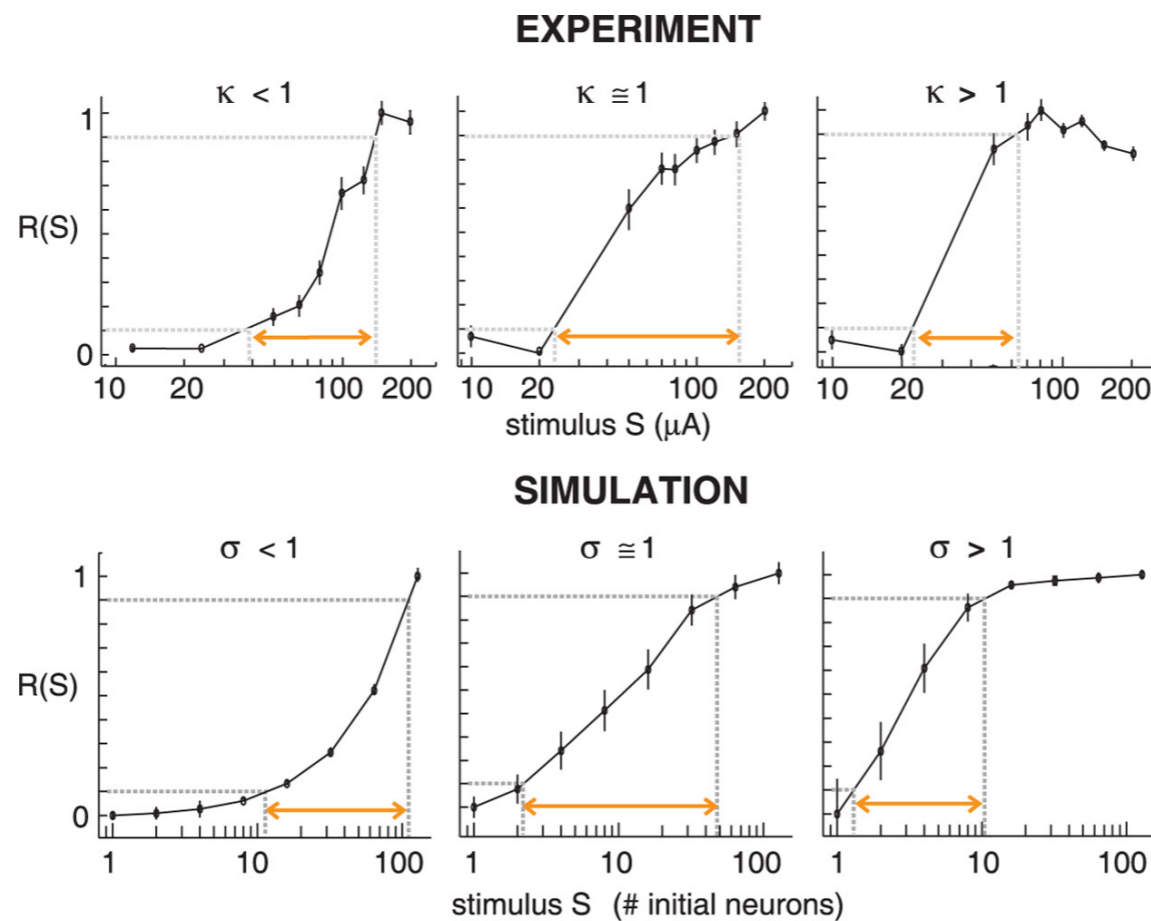 EXPERIMENT
κ < 1 κ ≅ 1 κ > 1
1
R(S)
0
10 20 100 200 10 20 100 200 10 20 100 200
stimulus S (μA)
SIMULATION
σ < 1 σ ≅ 1 σ > 1
1
R(S)
0
1 10 100 1 10 100 1 10 100
stimulus S (# initial neurons)